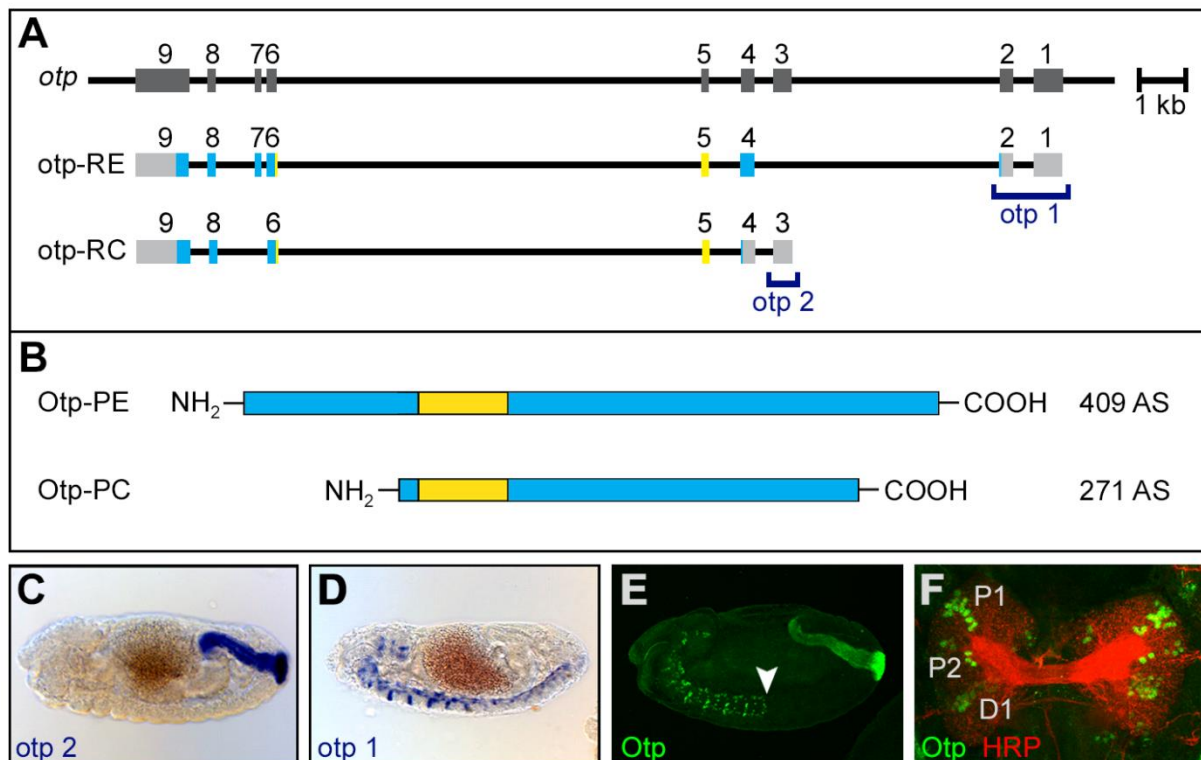 A
9 8 76 5 4 3 2 1
otp
1 kb
9 8 76 5 4 2 1
otp-RE
otp 1
9 8 6 5 4 3
otp-RC
otp 2
B
Otp-PE NH2 COOH 409 AS
Otp-PC NH2 COOH 271 AS
C
otp 2
D
otp 1
E
Otp
F
P1
P2
D1
Otp HRP